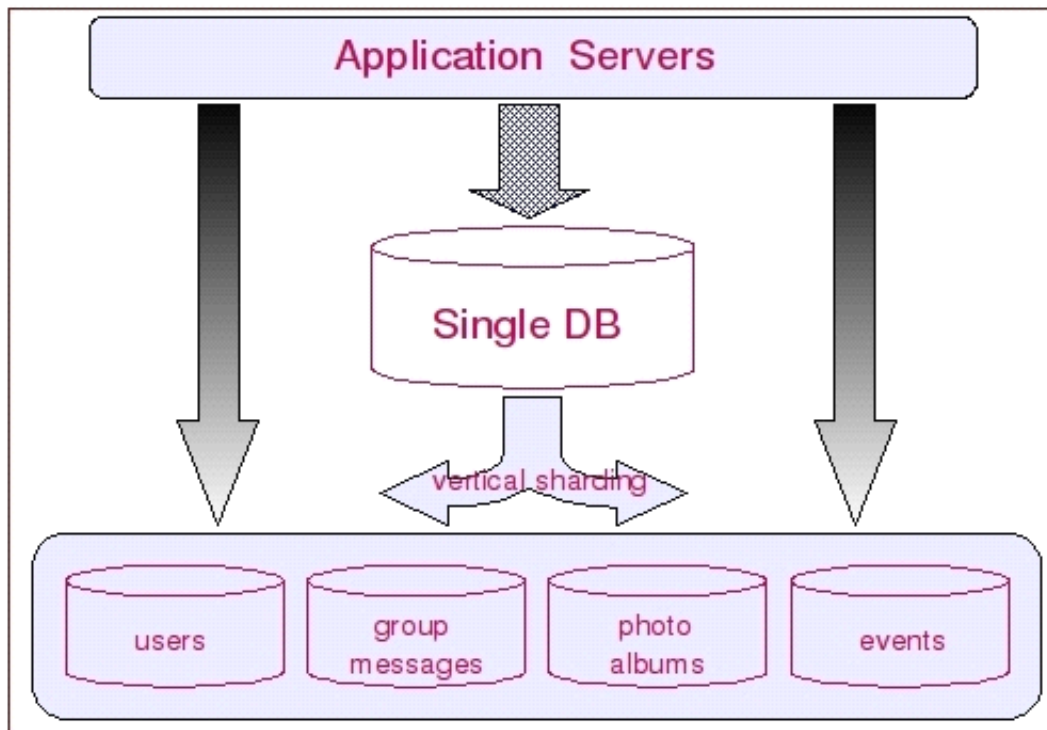 Application Servers
Single DB
vertical sharding
users
group
messages
photo
albums
events